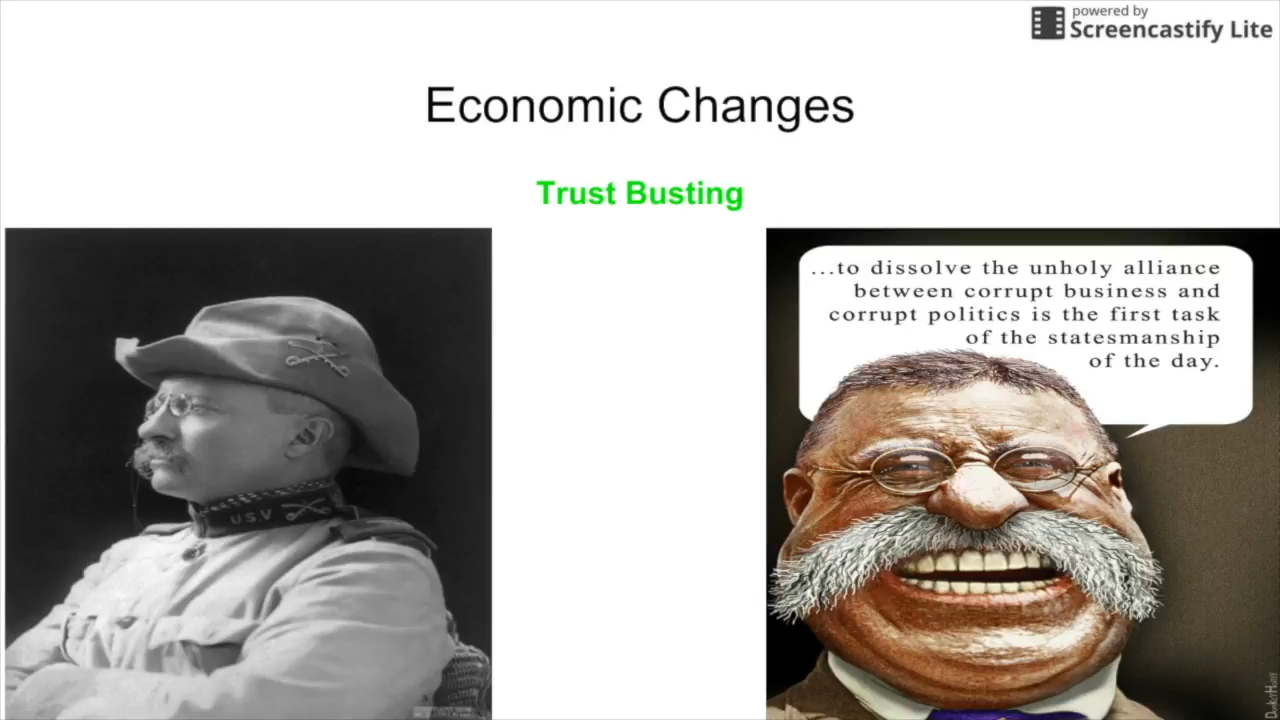 powered by
Screencastify Lite
Economic Changes
Trust Busting
...to dissolve the unholy alliance
between corrupt business and
corrupt politics is the first task
of the statesmanship
of the day.
U.S.V